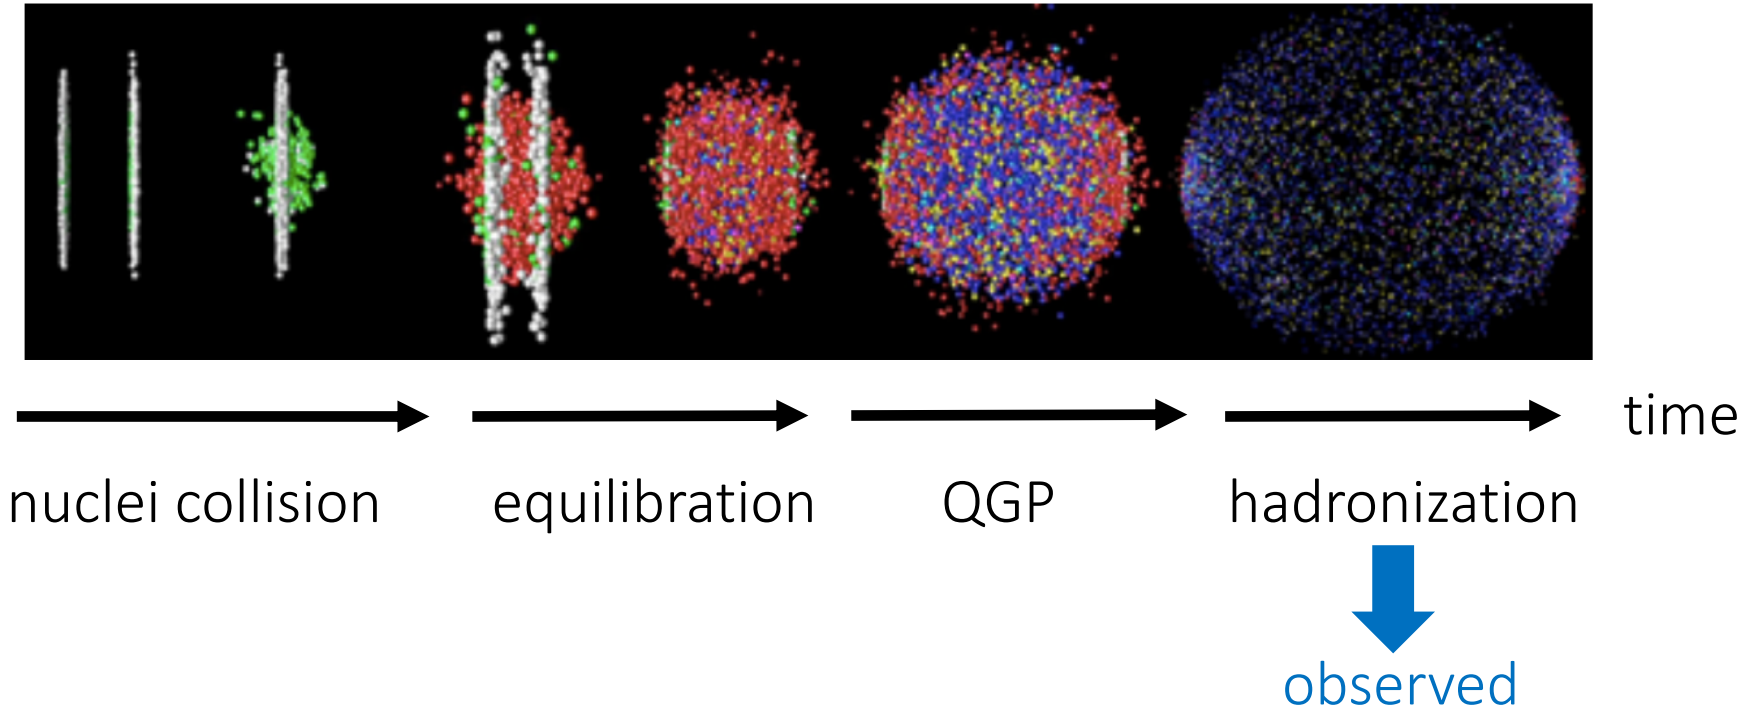 time
nuclei collision
equilibration
QGP
hadronization
observed